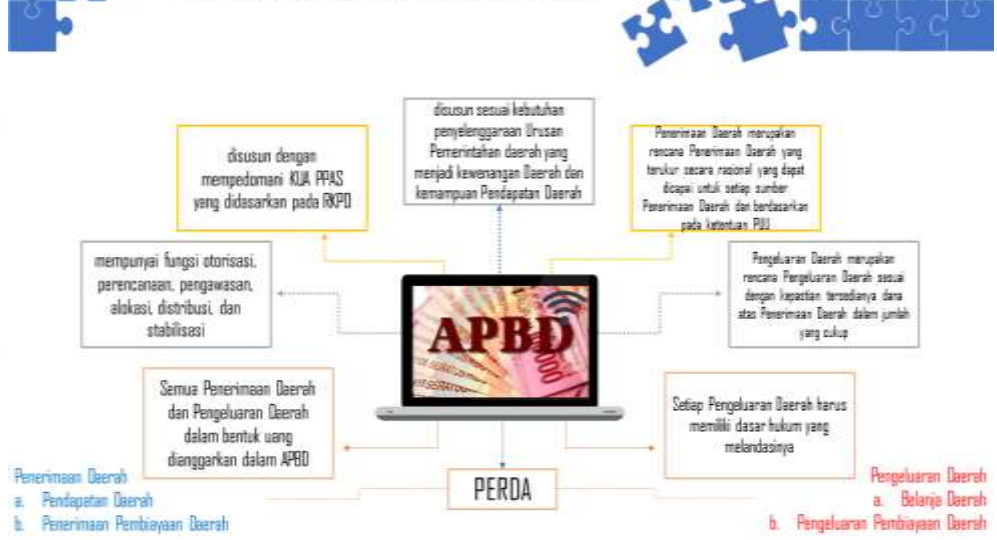 disusun sesuai kebutuhan
penyelenggaraan Urusan
Pemerintahan daerah yang
menjadi kewenangan Daerah dan
kemampuan Pendapatan Daerah
disusun dengan
mempedomani KUA PPAS
yang didasarkan pada RKPD
Penerimaan Daerah merupakan
rencana Penerimaan Daerah yang
terukur secara rasional yang dapat
dicapai untuk setiap sumber
Penerimaan Daerah dan berdasarkan
pada ketentuan PUU
mempunyai fungsi otorisasi,
perencanaan, pengawasan,
alokasi, distribusi, dan
stabilisasi
Pengeluaran Daerah merupakan
rencana Pengeluaran Daerah sesuai
dengan kepastian tersedianya dana
atas Penerimaan Daerah dalam jumlah
yang cukup
APBD
Semua Penerimaan Daerah
dan Pengeluaran Daerah
dalam bentuk uang
dianggarkan dalam APBD
Setiap Pengeluaran Daerah harus
memiliki dasar hukum yang
melandasinya
PERDA
Penerimaan Daerah
a. Pendapatan Daerah
b. Penerimaan Pembiayaan Daerah
Pengeluaran Daerah
a. Belanja Daerah
b. Pengeluaran Pembiayaan Daerah